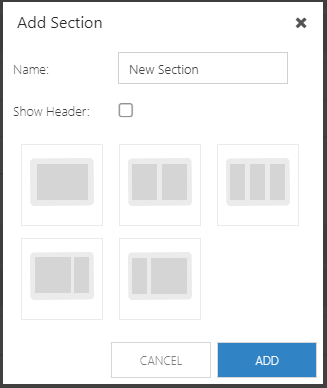 Add Section
Name:
New Section
Show Header:
CANCEL
ADD